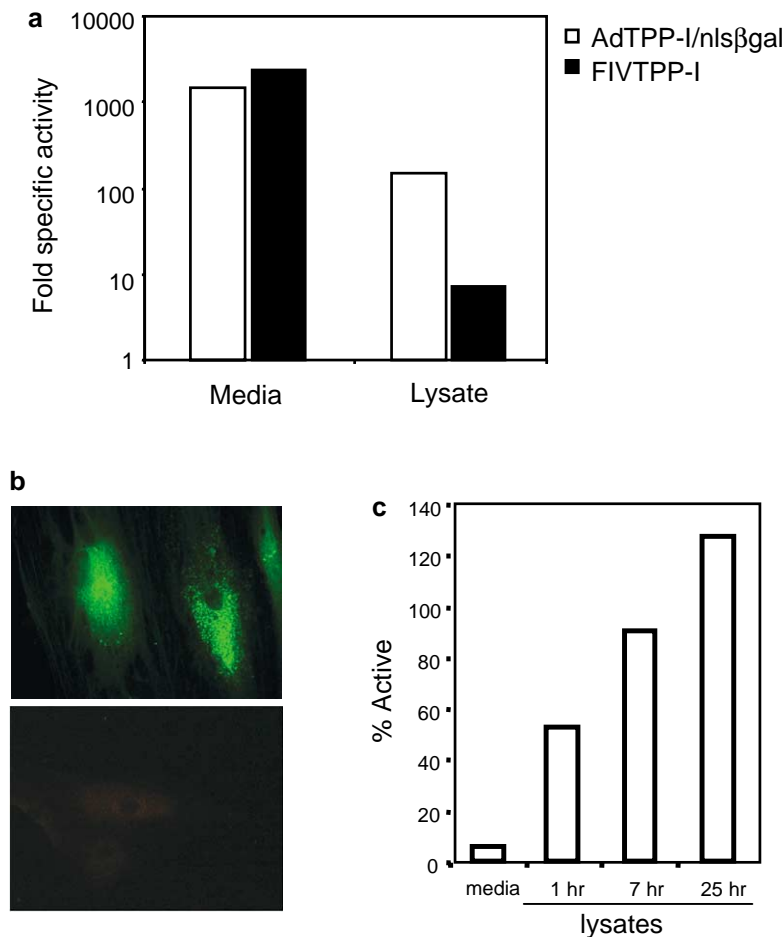 a
10000
1000
100
10
1
Fold specific activity
Media Lysate
AdTPP-I/nlsβgal
FIVTPP-I
b
c
140
120
100
80
60
40
20
0
% Active
media 1 hr 7 hr 25 hr
lysates